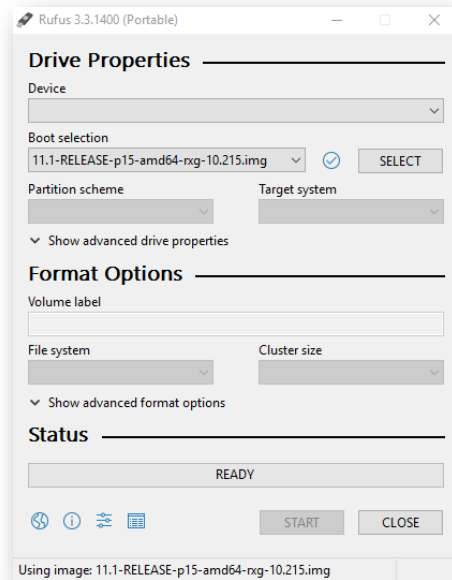 Rufus 3.3.1400 (Portable)
Drive Properties
Device
Boot selection
11.1-RELEASE-p15-amd64-rxg-10.215.img
SELECT
Partition scheme
Target system
Show advanced drive properties
Format Options
Volume label
File system
Cluster size
Show advanced format options
Status
READY
START
CLOSE
Using image: 11.1-RELEASE-p15-amd64-rxg-10.215.img